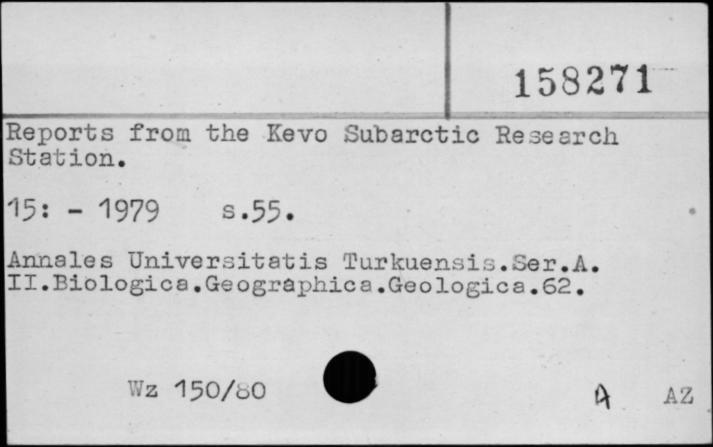 158271
Reports from the Kevo Subarctic Research
Station.
15: - 1979 s.55.
Annales Universitatis Turkuensis.Ser.A.
II.Biologica.Geographica.Geologica.62.
Wz 150/80 A AZ